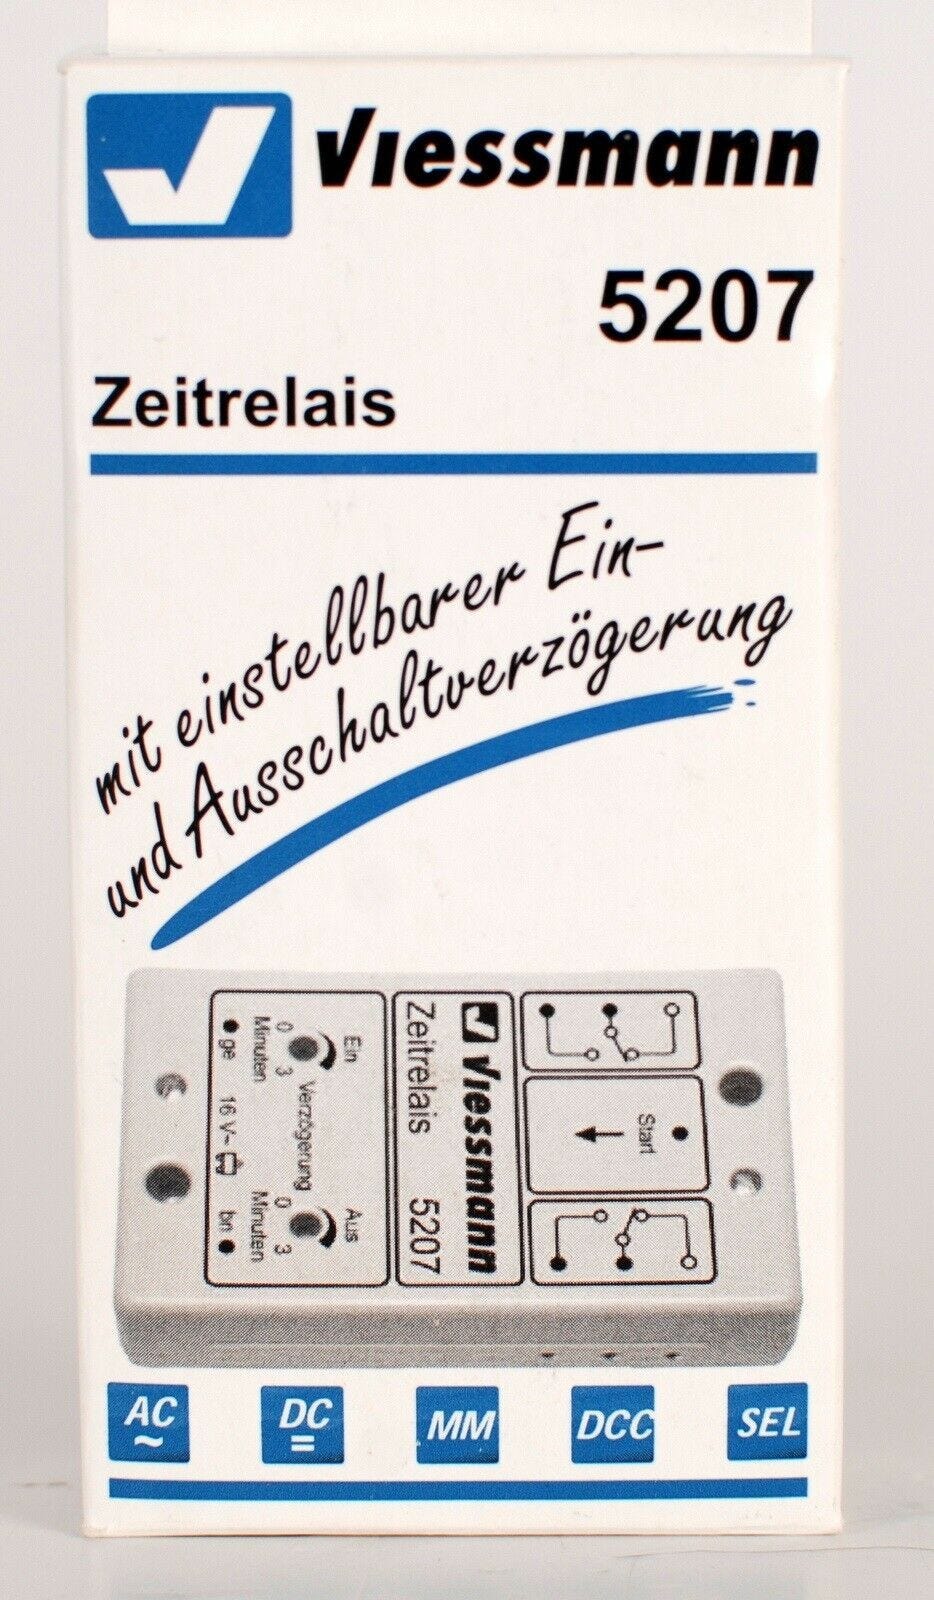 Viessmann
5207
Zeitrelais
mit einstellbarer Ein-
und Ausschaltverzögerung
Start
Viessmann
Zeitrelais 5207
Ein
Aus
Verzögerung
0 3
0 3
Minuten
Minuten
ge 16 V~ bn
AC
~
DC
=
MM
DCC
SEL